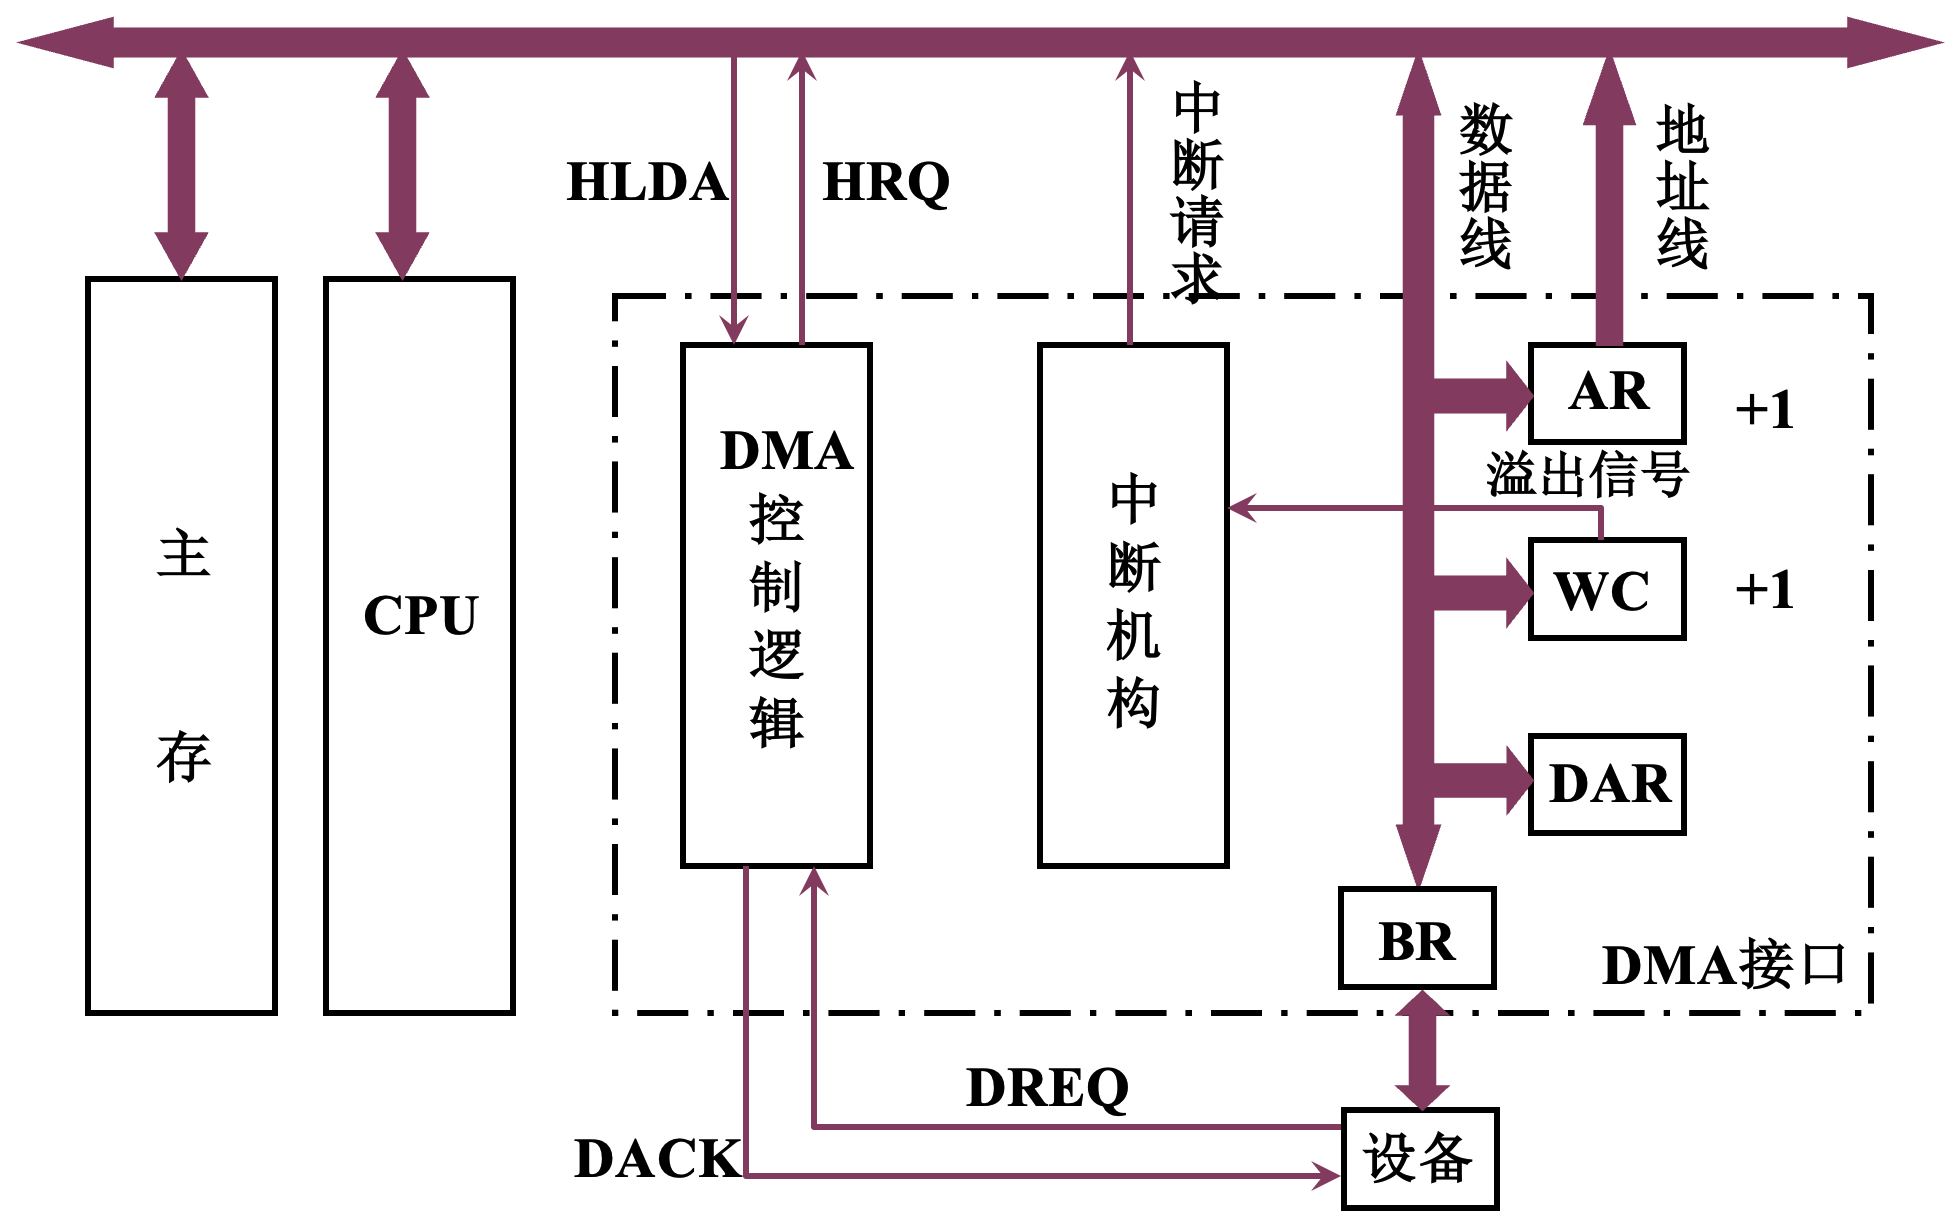 HLDA
HRQ
中断请求
数据线
地址线
主存
CPU
DMA
控制逻辑
中断机构
AR
+1
溢出信号
WC
+1
DAR
BR
DMA接口
DREQ
DACK
设备